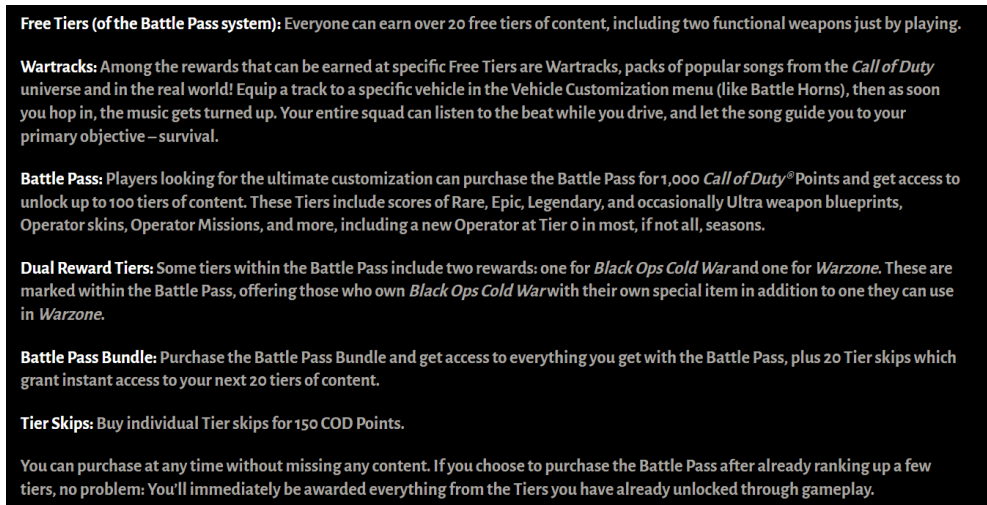 Free Tiers (of the Battle Pass system): Everyone can earn over 20 free tiers of content, including two functional weapons just by playing.
Wartracks: Among the rewards that can be earned at specific Free Tiers are Wartracks, packs of popular songs from the Call of Duty
universe and in the real world! Equip a track to a specific vehicle in the Vehicle Customization menu (like Battle Horns), then as soon
you hop in, the music gets turned up. Your entire squad can listen to the beat while you drive, and let the song guide you to your
primary objective – survival.
Battle Pass: Players looking for the ultimate customization can purchase the Battle Pass for 1,000 Call of Duty® Points and get access to
unlock up to 100 tiers of content. These Tiers include scores of Rare, Epic, Legendary, and occasionally Ultra weapon blueprints,
Operator skins, Operator Missions, and more, including a new Operator at Tier 0 in most, if not all, seasons.
Dual Reward Tiers: Some tiers within the Battle Pass include two rewards: one for Black Ops Cold War and one for Warzone. These are
marked within the Battle Pass, offering those who own Black Ops Cold War with their own special item in addition to one they can use
in Warzone.
Battle Pass Bundle: Purchase the Battle Pass Bundle and get access to everything you get with the Battle Pass, plus 20 Tier skips which
grant instant access to your next 20 tiers of content.
Tier Skips: Buy individual Tier skips for 150 COD Points.
You can purchase at any time without missing any content. If you choose to purchase the Battle Pass after already ranking up a few
tiers, no problem: You'll immediately be awarded everything from the Tiers you have already unlocked through gameplay.